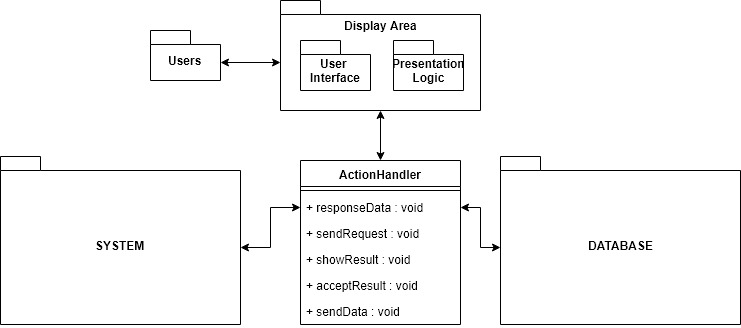 Display Area
Users
User
Interface
Presentation
Logic
ActionHandler
+ responseData : void
+ sendRequest : void
+ showResult : void
+ acceptResult : void
+ sendData : void
SYSTEM
DATABASE